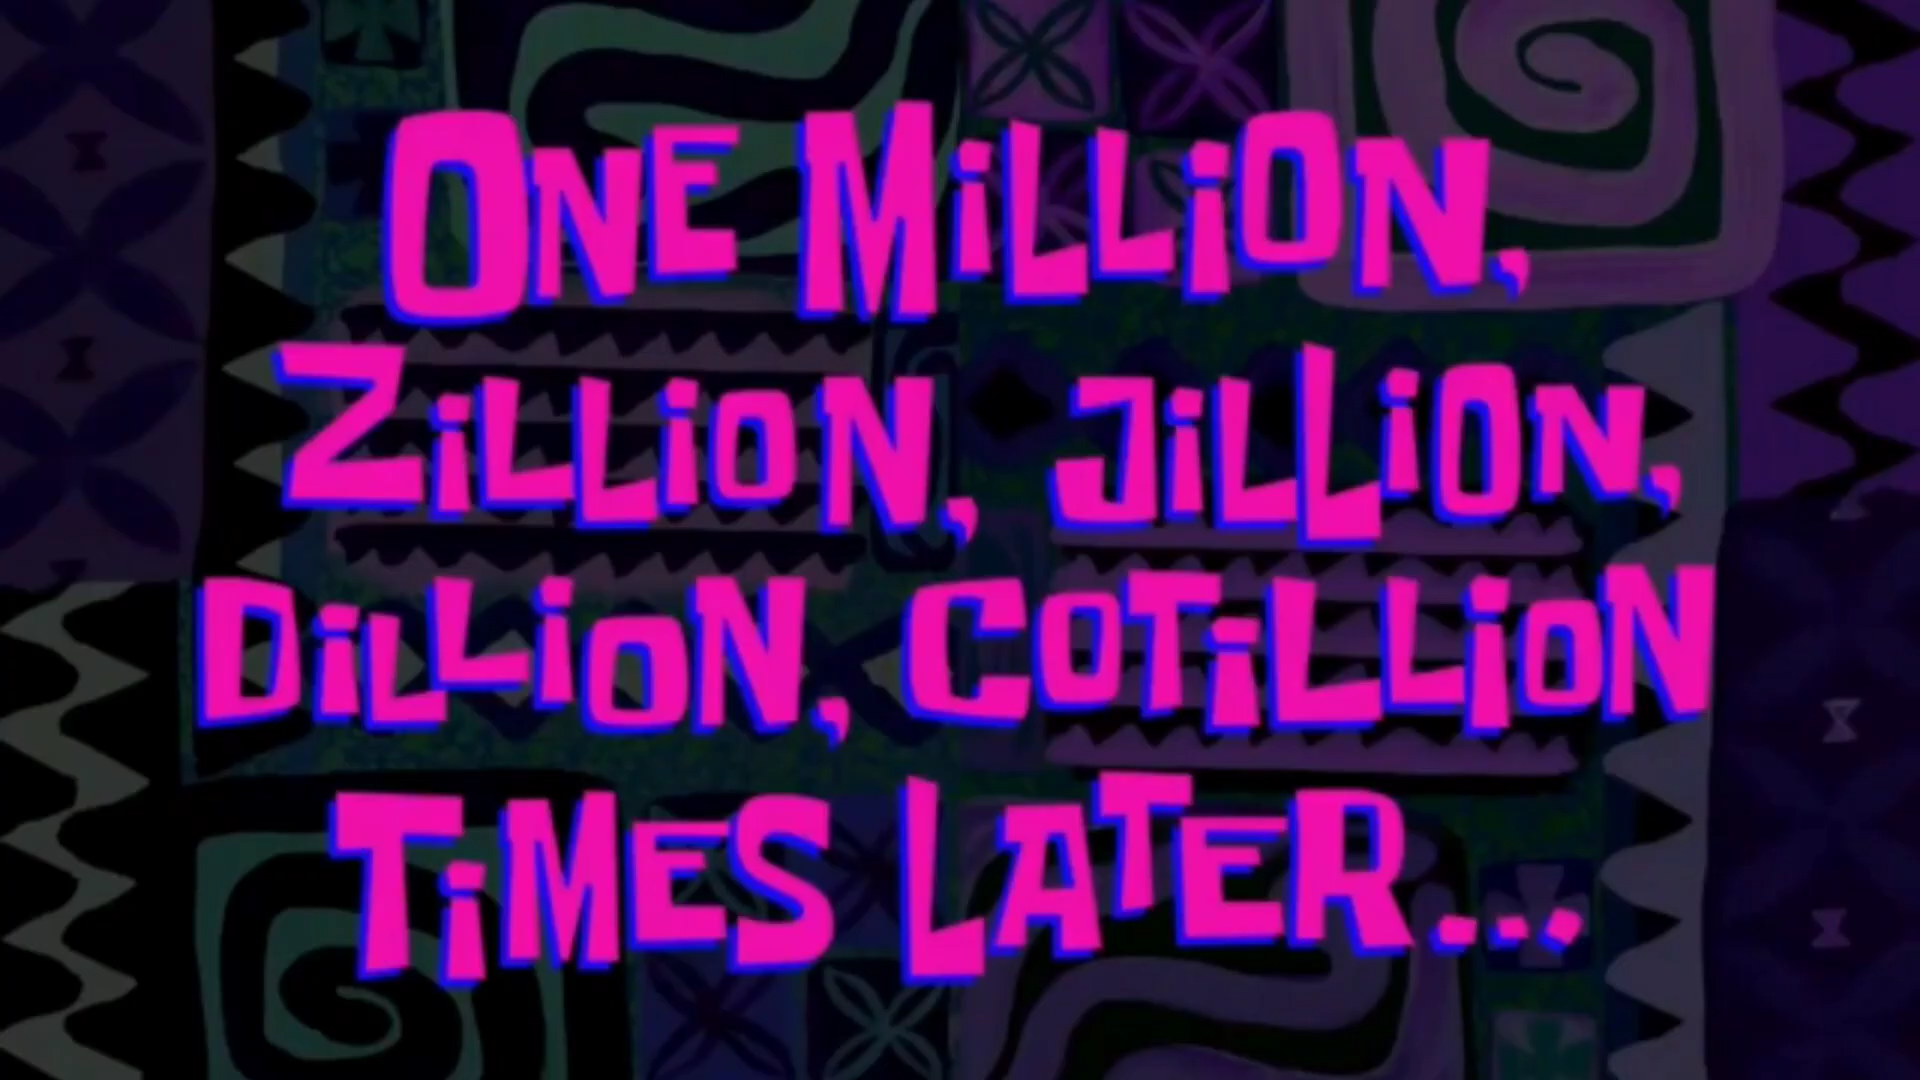 One Million,
Zillion, Jillion,
Dillion, Cotillion
Times Later...